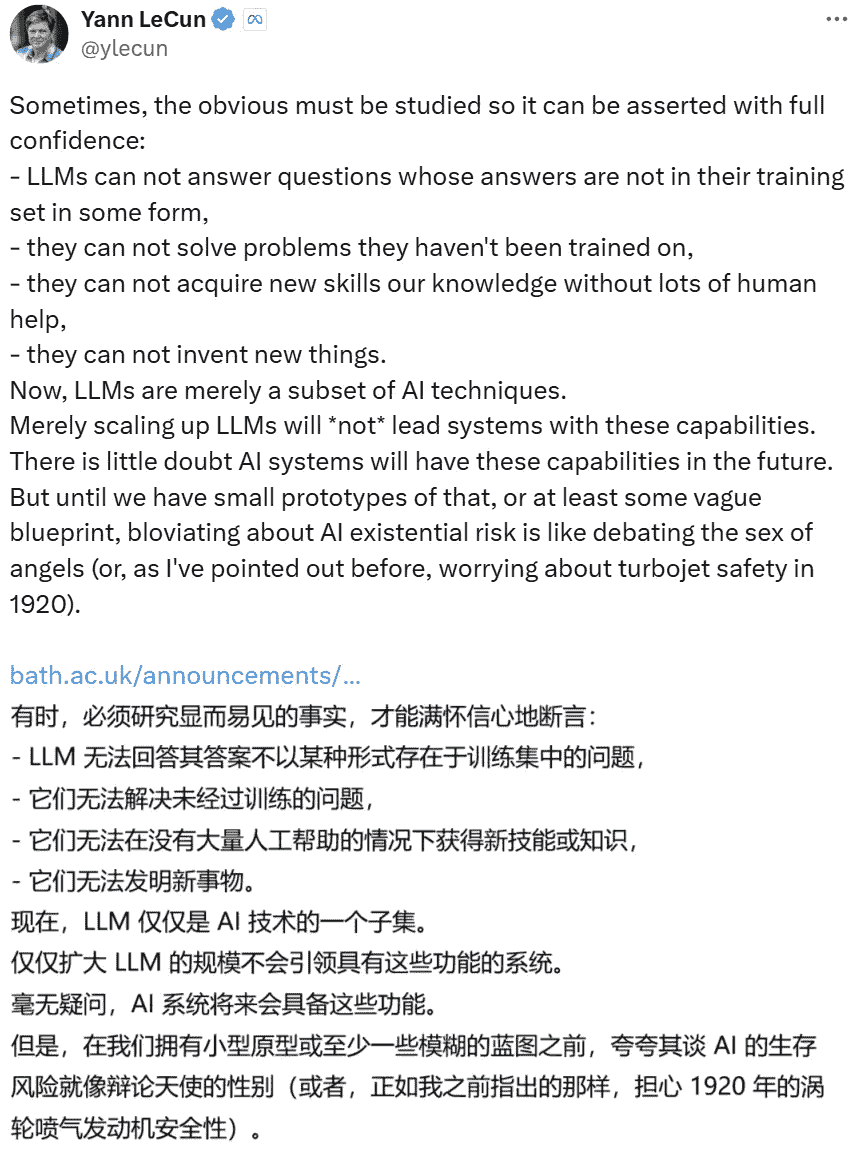 Yann LeCun
@ylecun
Sometimes, the obvious must be studied so it can be asserted with full
confidence:
- LLMs can not answer questions whose answers are not in their training
set in some form,
- they can not solve problems they haven't been trained on,
- they can not acquire new skills our knowledge without lots of human
help,
- they can not invent new things.
Now, LLMs are merely a subset of AI techniques.
Merely scaling up LLMs will *not* lead systems with these capabilities.
There is little doubt AI systems will have these capabilities in the future.
But until we have small prototypes of that, or at least some vague
blueprint, bloviating about AI existential risk is like debating the sex of
angels (or, as I've pointed out before, worrying about turbojet safety in
1920).
bath.ac.uk/announcements/...
有时，必须研究显而易见的事实，才能满怀信心地断言：
- LLM 无法回答其答案不以某种形式存在于训练集中的问题，
- 它们无法解决未经过训练的问题，
- 它们无法在没有大量人工帮助的情况下获得新技能或知识，
- 它们无法发明新事物。
现在，LLM 仅仅是 AI 技术的一个子集。
仅仅扩大 LLM 的规模不会引领具有这些功能的系统。
毫无疑问，AI 系统将来会具备这些功能。
但是，在我们拥有小型原型或至少一些模糊的蓝图之前，夸夸其谈 AI 的生存
风险就像辩论天使的性别（或者，正如我之前指出的那样，担心 1920 年的涡
轮喷气发动机安全性）。